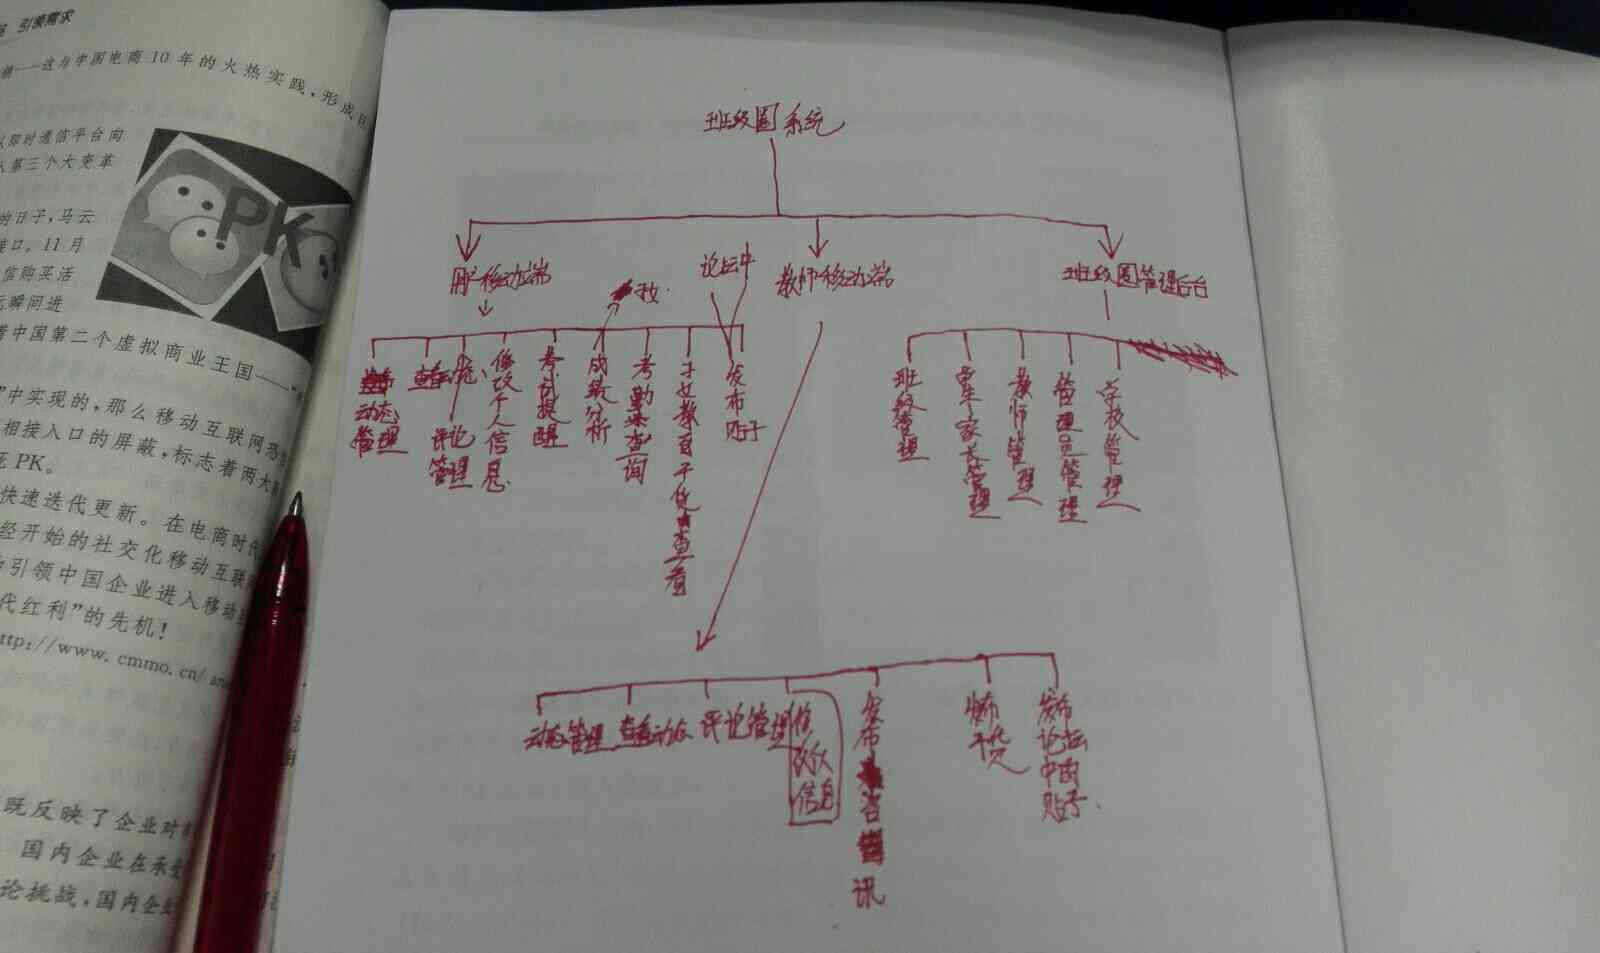 引领需求
这与中国电商10年的火热实践，形成
以即时通信平台向
入第三个大变革
的日子，马云
接口。11月
信购买活
元瞬间进
着中国第二个虚拟商业王国——
”中实现的，那么移动互联网
相接入口的屏蔽，标志着两大
PK。
快速迭代更新。在电商时代
经开始的社交化移动互联
引领中国企业进入移动
代红利”的先机！
ttp://www.cmmo.cn/
既反映了企业对
国内企业在承受
论挑战，国内企业
PK
班级圈系统
用户移动端
论坛中
教师移动端
班级圈管理后台
动态管理
评论管理
修改个人信息
考试提醒
成绩分析
考勤查询
子女教育干货查看
发布贴子
班级管理
学生家长管理
教师管理
管理员管理
学校管理
动态管理
查看动态
评论管理
修改个人信息
发布咨讯
发布干货
发布论坛中的贴子.